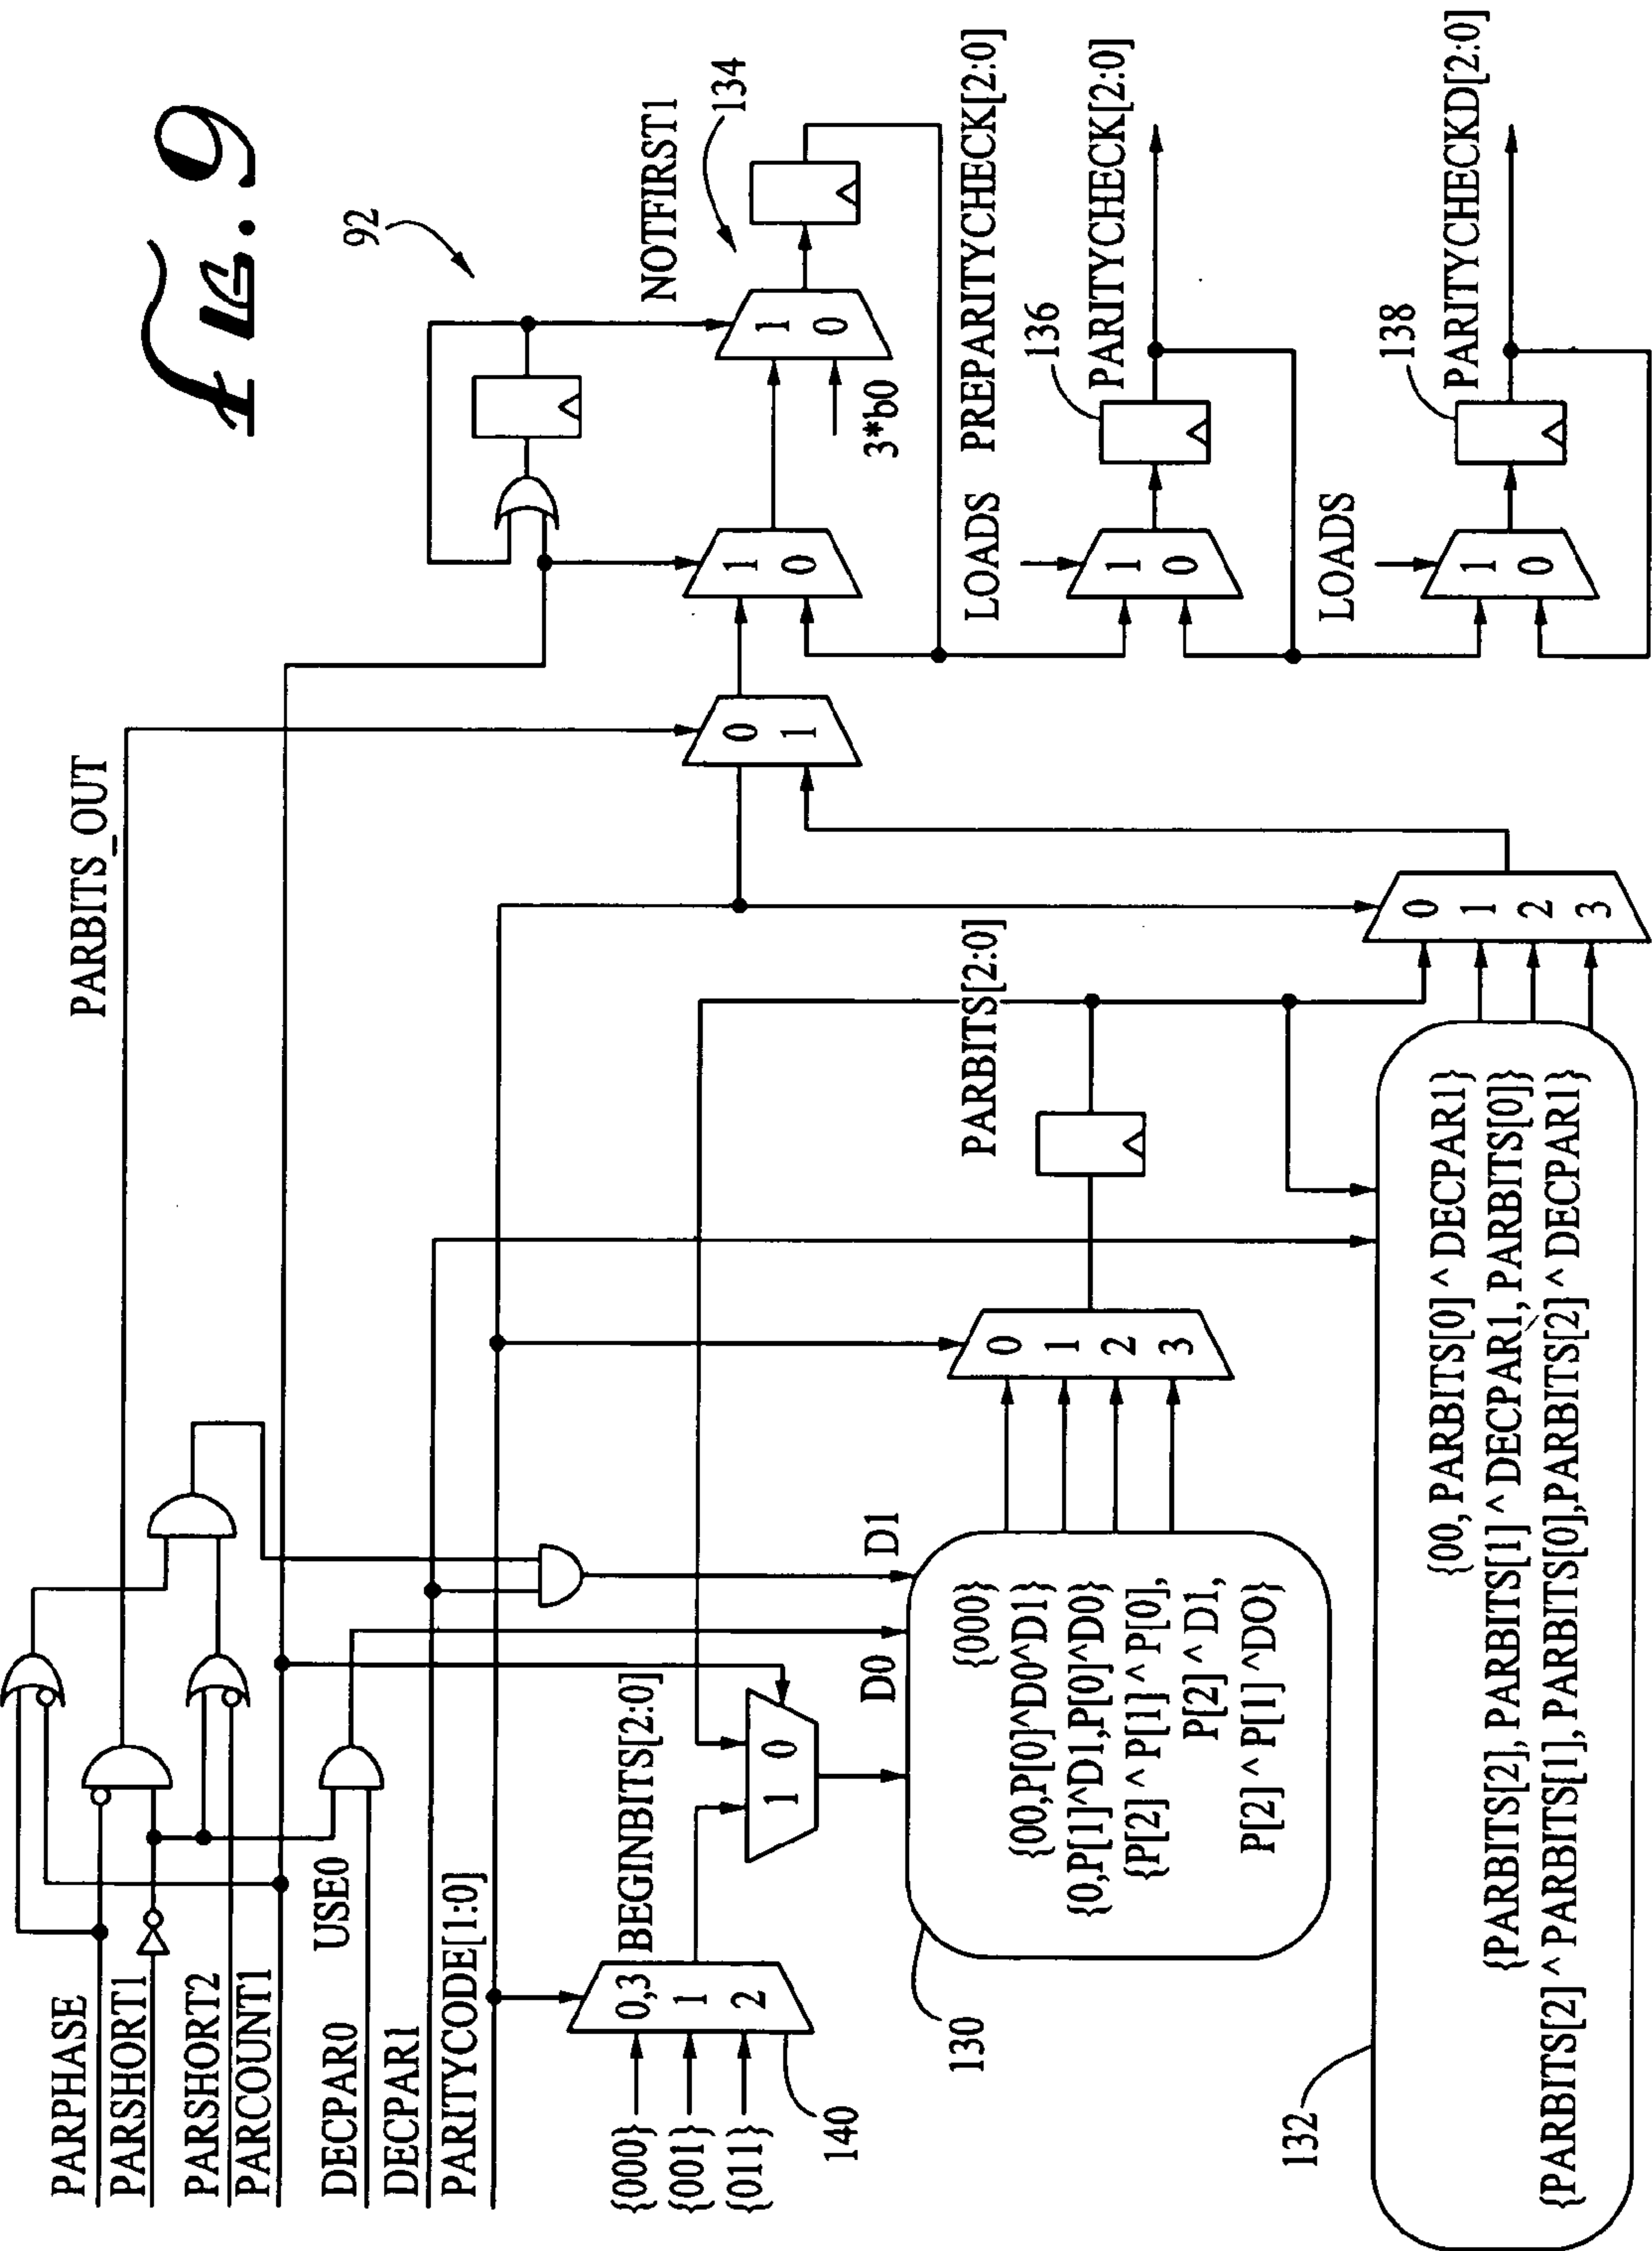 FIG. 9
92
PARBITS_OUT
NOTFIRST1
134
1
0
3*b0
1
0
0
1
PREPARITYCHECK[2:0]
LOADS
136
PARITYCHECK[2:0]
1
0
LOADS
138
PARITYCHECKD[2:0]
1
0
PARPHASE
PARSHORT1
PARSHORT2
PARCOUNT1
USE0
DECPAR0
DECPAR1
PARITYCODE[1:0]
{000}
{001}
{011}
0,3
1
2
140
BEGINBITS[2:0]
1 0
D0
D1
130
{000}
{00,P[0]^D0^D1}
{0,P[1]^D1,P[0]^D0}
{P[2] ^ P[1] ^ P[0],
P[2] ^ D1,
P[2] ^ P[1] ^DO}
0
1
2
3
PARBITS[2:0]
0
1
2
3
132
{00, PARBITS[0] ^ DECPAR1}
{PARBITS[2], PARBITS[1] ^ DECPAR1, PARBITS[0]}
{PARBITS[2] ^ PARBITS[1], PARBITS[0],PARBITS[2] ^ DECPAR1}